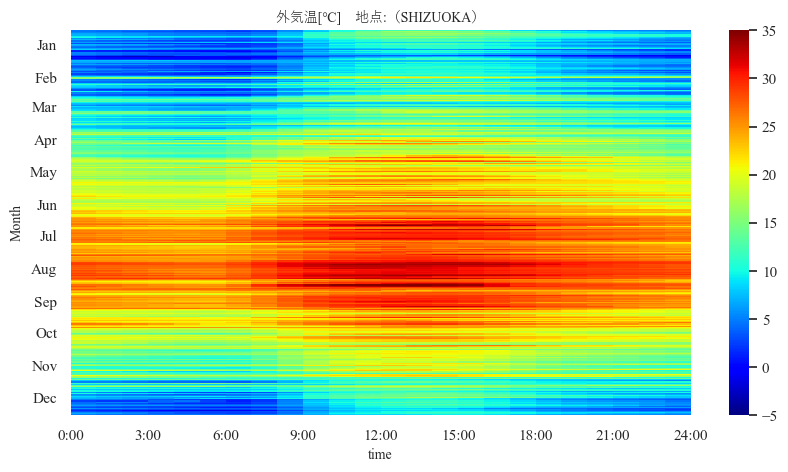 外気温[℃] 地点:（SHIZUOKA）
Jan
Feb
Mar
Apr
May
Jun
Jul
Aug
Sep
Oct
Nov
Dec
Month
0:00 3:00 6:00 9:00 12:00 15:00 18:00 21:00 24:00
time
35
30
25
20
15
10
5
0
−5